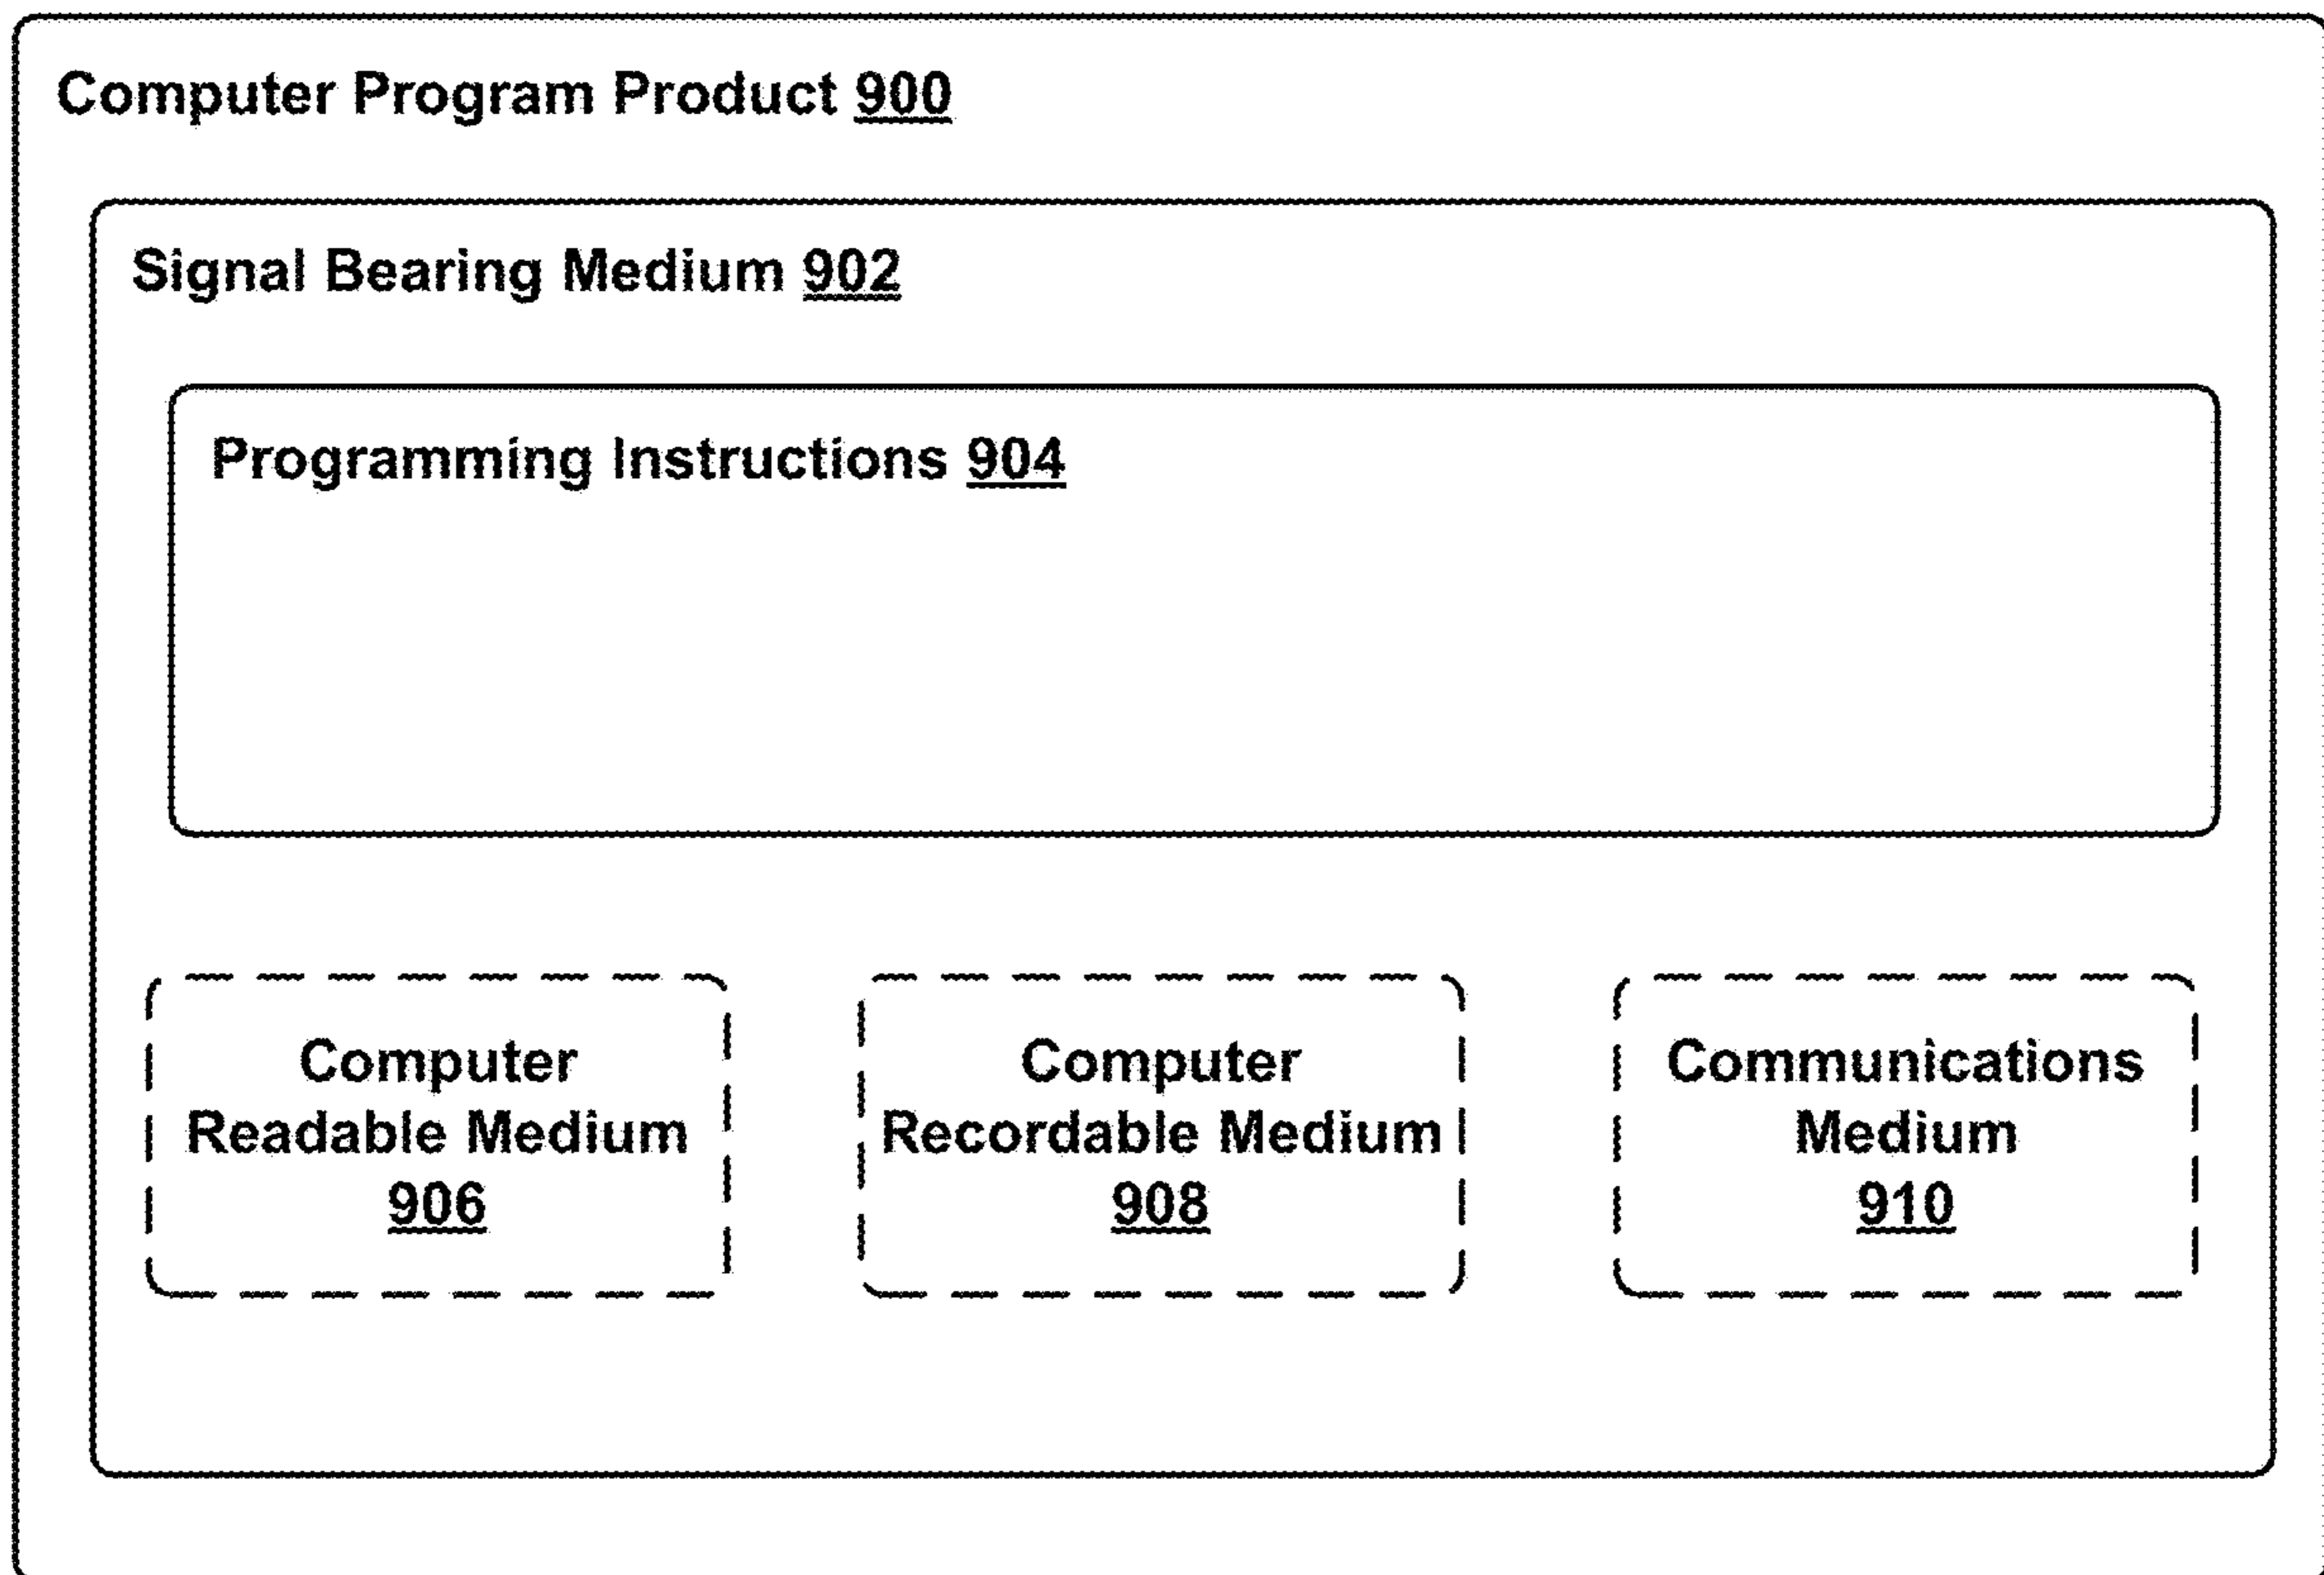 Computer Program Product 900
Signal Bearing Medium 902
Programming Instructions 904
Computer
Readable Medium
906
Computer
Recordable Medium
908
Communications
Medium
910